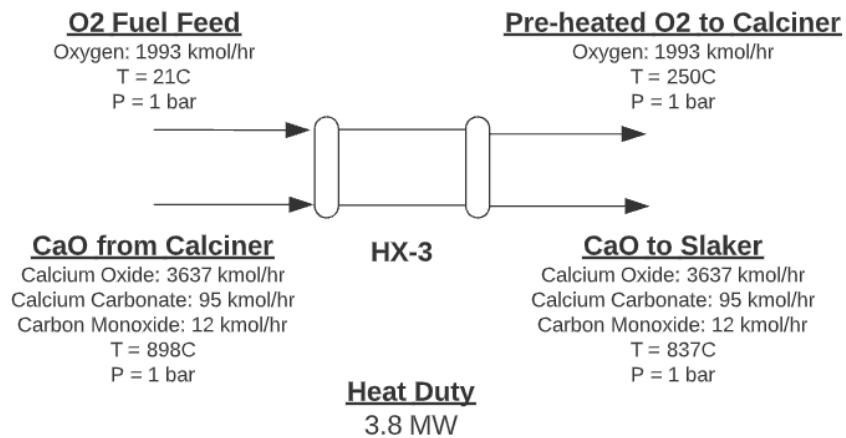 O2 Fuel Feed
Oxygen: 1993 kmol/hr
T = 21C
P = 1 bar
Pre-heated O2 to Calciner
Oxygen: 1993 kmol/hr
T = 250C
P = 1 bar
CaO from Calciner
Calcium Oxide: 3637 kmol/hr
Calcium Carbonate: 95 kmol/hr
Carbon Monoxide: 12 kmol/hr
T = 898C
P = 1 bar
HX-3
CaO to Slaker
Calcium Oxide: 3637 kmol/hr
Calcium Carbonate: 95 kmol/hr
Carbon Monoxide: 12 kmol/hr
T = 837C
P = 1 bar
Heat Duty
3.8 MW